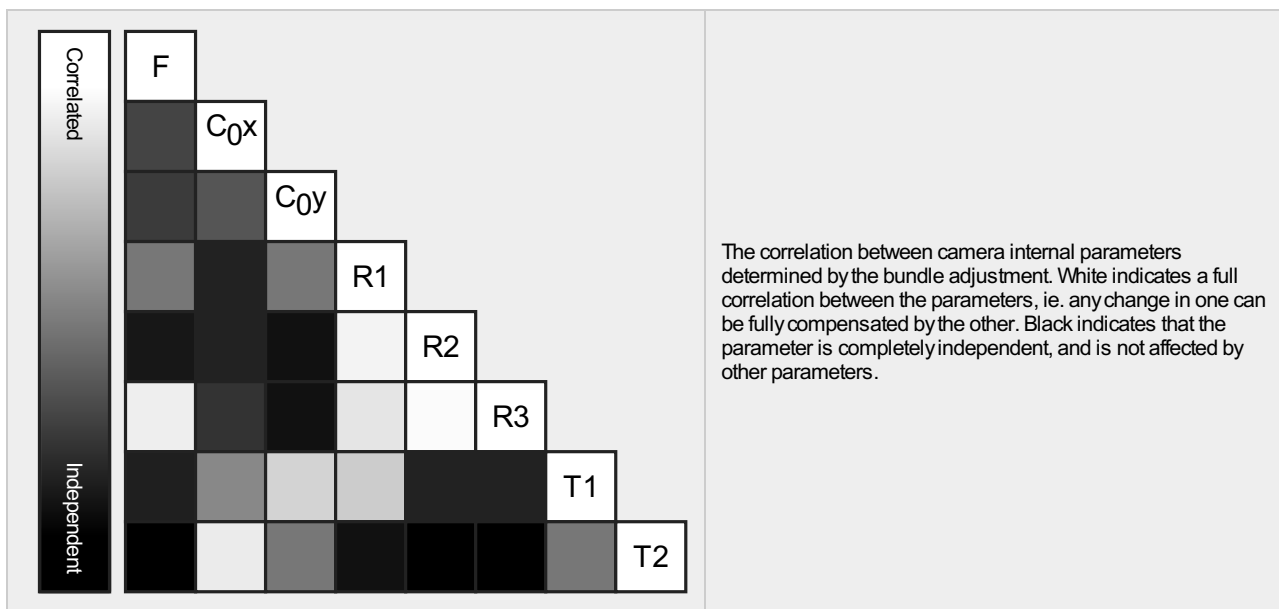 Correlated
Independent
F
C0x
C0y
R1
R2
R3
T1
T2
The correlation between camera internal parameters
determined by the bundle adjustment. White indicates a full
correlation between the parameters, ie. any change in one can
be fully compensated by the other. Black indicates that the
parameter is completely independent, and is not affected by
other parameters.